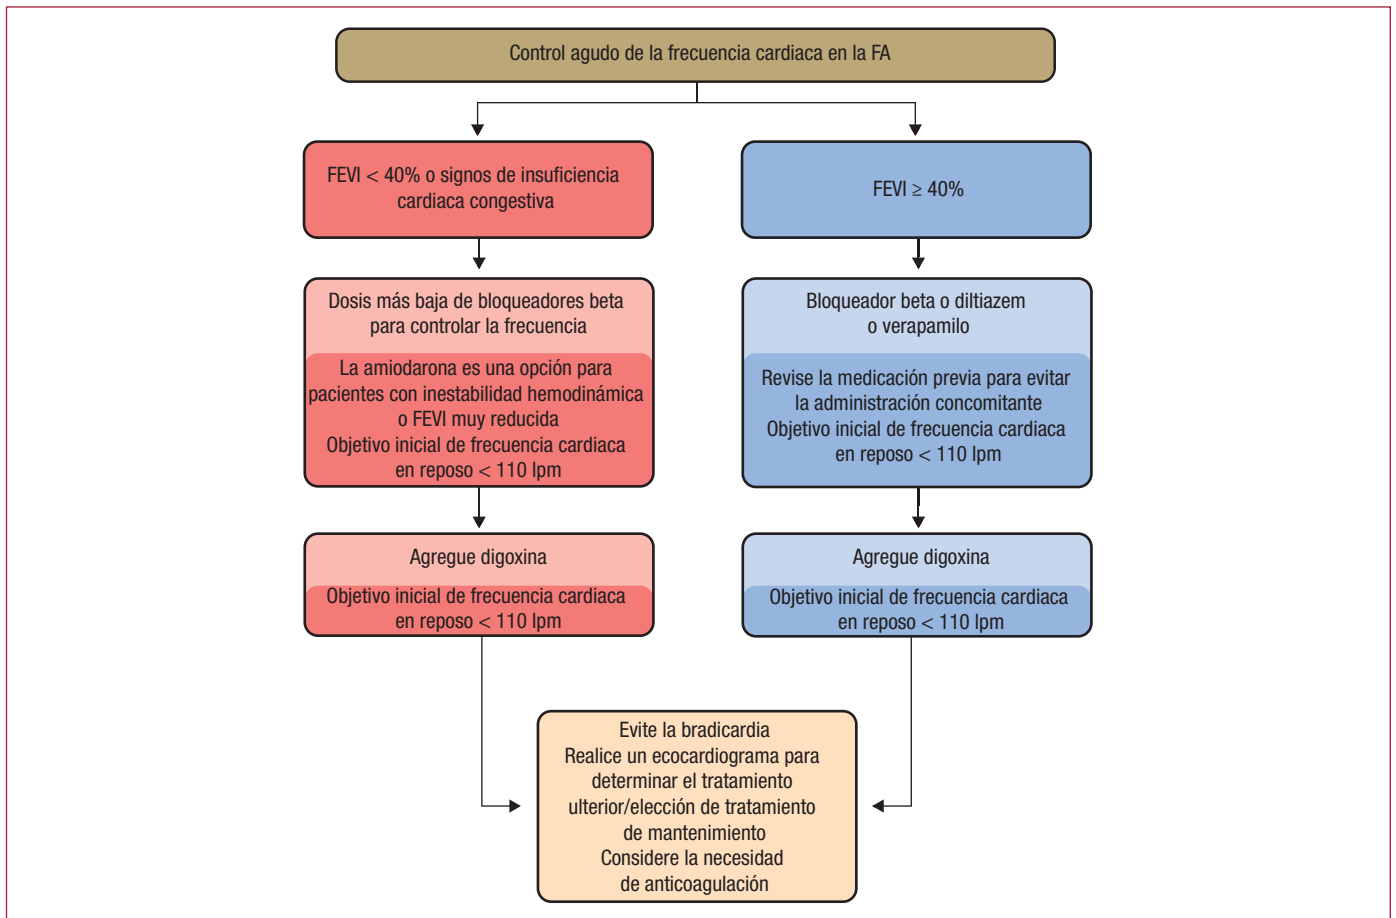 Control agudo de la frecuencia cardiaca en la FA
FEVI < 40% o signos de insuficiencia
cardiaca congestiva
FEVI ≥ 40%
Dosis más baja de bloqueadores beta
para controlar la frecuencia
La amiodarona es una opción para
pacientes con inestabilidad hemodinámica
o FEVI muy reducida
Objetivo inicial de frecuencia cardiaca
en reposo < 110 lpm
Bloqueador beta o diltiazem
o verapamilo
Revise la medicación previa para evitar
la administración concomitante
Objetivo inicial de frecuencia cardiaca
en reposo < 110 lpm
Agregue digoxina
Objetivo inicial de frecuencia cardiaca
en reposo < 110 lpm
Agregue digoxina
Objetivo inicial de frecuencia cardiaca
en reposo < 110 lpm
Evite la bradicardia
Realice un ecocardiograma para
determinar el tratamiento
ulterior/elección de tratamiento
de mantenimiento
Considere la necesidad
de anticoagulación